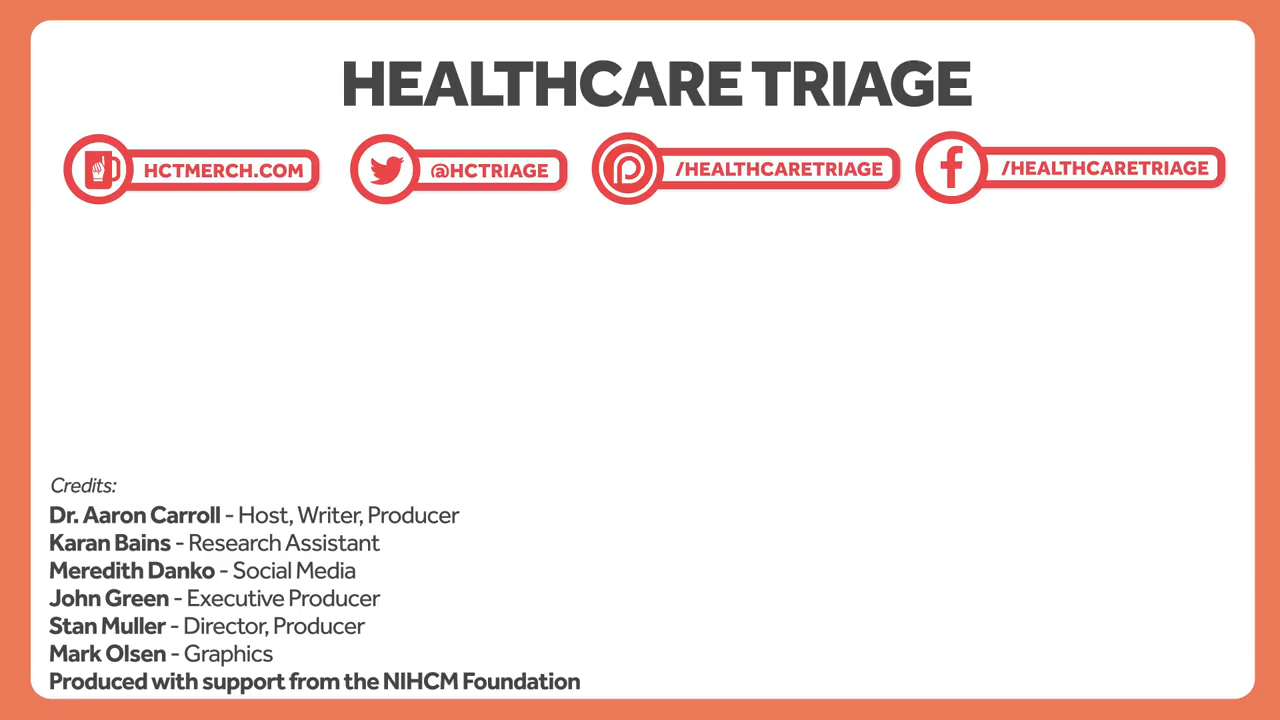 HEALTHCARE TRIAGE
HCTMERCH.COM
@HCTRIAGE
/HEALTHCARETRIAGE
/HEALTHCARETRIAGE
Credits:
Dr. Aaron Carroll - Host, Writer, Producer
Karan Bains - Research Assistant
Meredith Danko - Social Media
John Green - Executive Producer
Stan Muller - Director, Producer
Mark Olsen - Graphics
Produced with support from the NIHCM Foundation